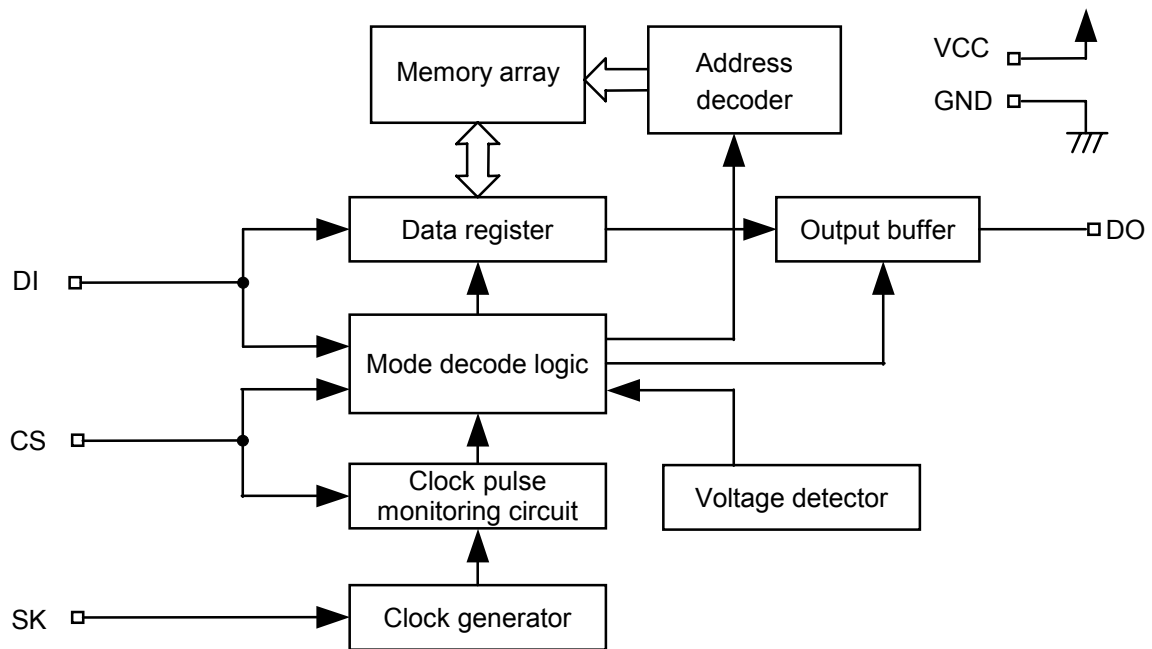 Memory array
Address
decoder
VCC
GND
Data register
Output buffer
DO
DI
Mode decode logic
CS
Clock pulse
monitoring circuit
Voltage detector
SK
Clock generator